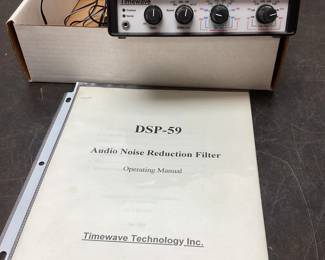 Timewave
DSP-59
Audio Noise Reduction Filter
Operating Manual
Timewave Technology Inc.